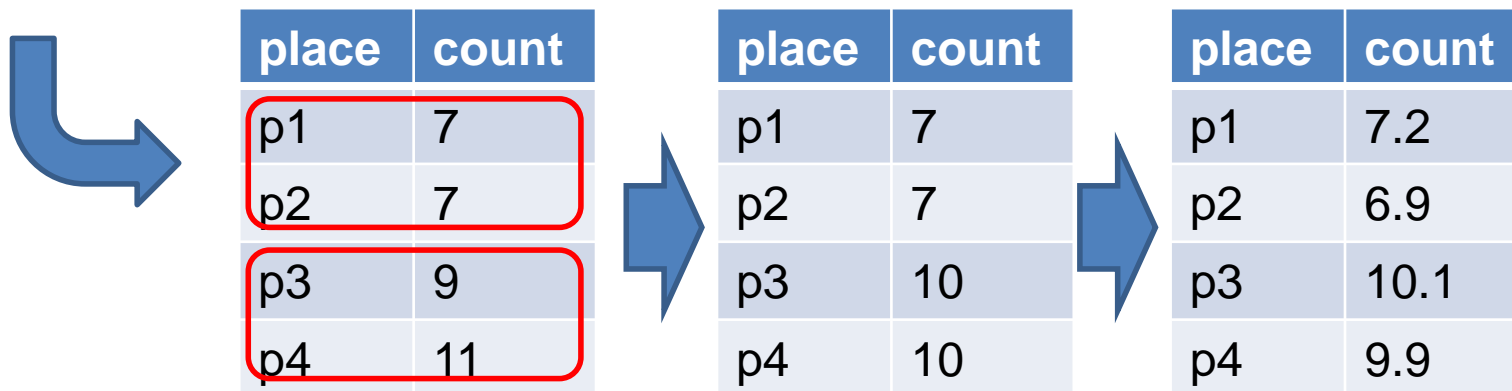 place count
p1 7
p2 7
p3 9
p4 11
place count
p1 7
p2 7
p3 10
p4 10
place count
p1 7.2
p2 6.9
p3 10.1
p4 9.9